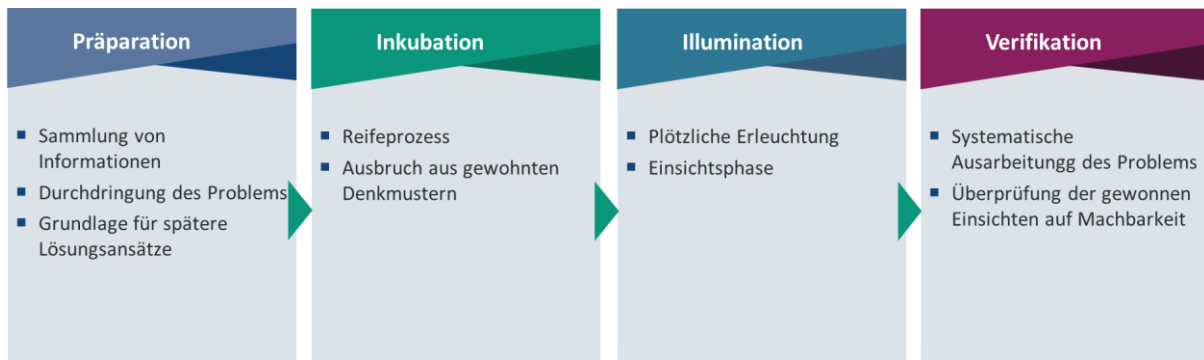 Präparation
Sammlung von
Informationen
Durchdringung des Problems
Grundlage für spätere
Lösungsansätze
Inkubation
Reifeprozess
Ausbruch aus gewohnten
Denkmustern
Illumination
Plötzliche Erleuchtung
Einsichtsphase
Verifikation
Systematische
Ausarbeitungg des Problems
Überprüfung der gewonnen
Einsichten auf Machbarkeit